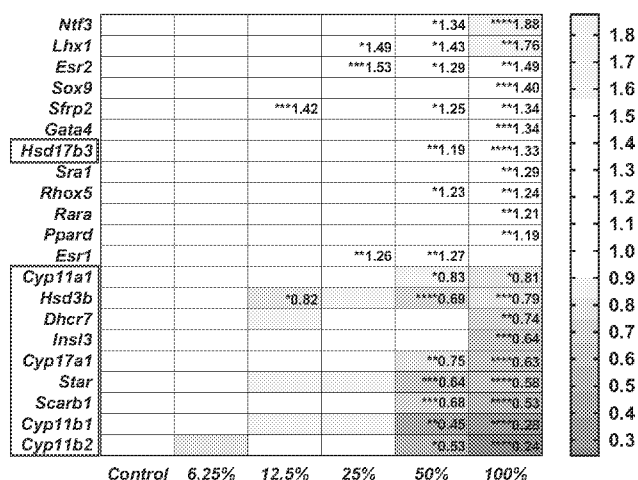 Ntf3 *1.34 ****1.88
Lhx1 *1.49 *1.43 **1.76
Esr2 ***1.53 *1.29 **1.49
Sox9 ***1.40
Sfrp2 ***1.42 *1.25 **1.34
Gata4 ***1.34
Hsd17b3 **1.19 ****1.33
Sra1 **1.29
Rhox5 *1.23 **1.24
Rara **1.21
Ppard **1.19
Esr1 **1.26 **1.27
Cyp11a1 *0.83 *0.81
Hsd3b *0.82 ****0.69 ***0.79
Dhcr7 **0.74
Insl3 ***0.64
Cyp17a1 **0.75 ****0.63
Star ***0.64 ****0.58
Scarb1 ***0.68 ****0.53
Cyp11b1 **0.45 ****0.28
Cyp11b2 *0.53 ****0.24
Control 6.25% 12.5% 25% 50% 100%
1.8
1.7
1.6
1.5
1.4
1.3
1.2
1.1
1.0
0.9
0.8
0.7
0.6
0.5
0.4
0.3